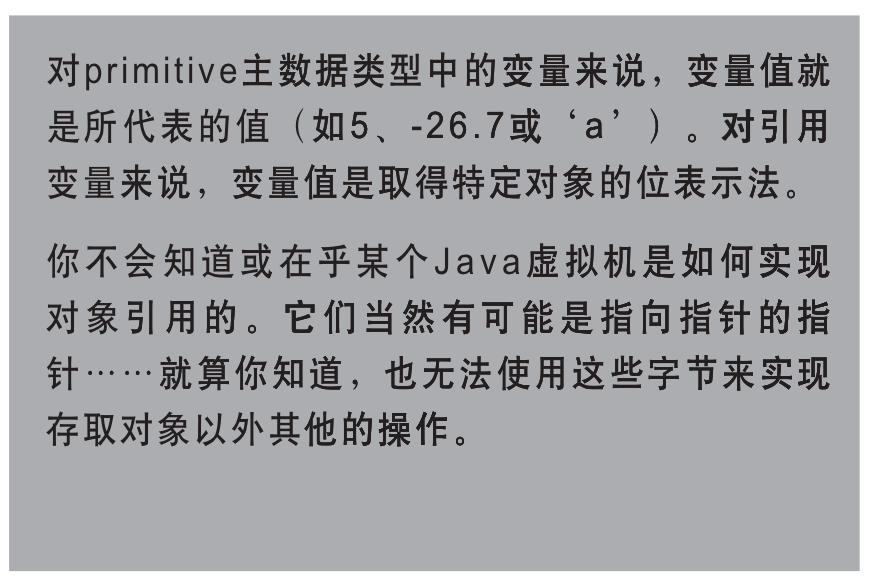 对primitive主数据类型中的变量来说，变量值就
是所代表的值（如5、-26.7或‘a’）。对引用
变量来说，变量值是取得特定对象的位表示法。
你不会知道或在乎某个Java虚拟机是如何实现
对象引用的。它们当然有可能是指向指针的指
针……就算你知道，也无法使用这些字节来实现
存取对象以外其他的操作。